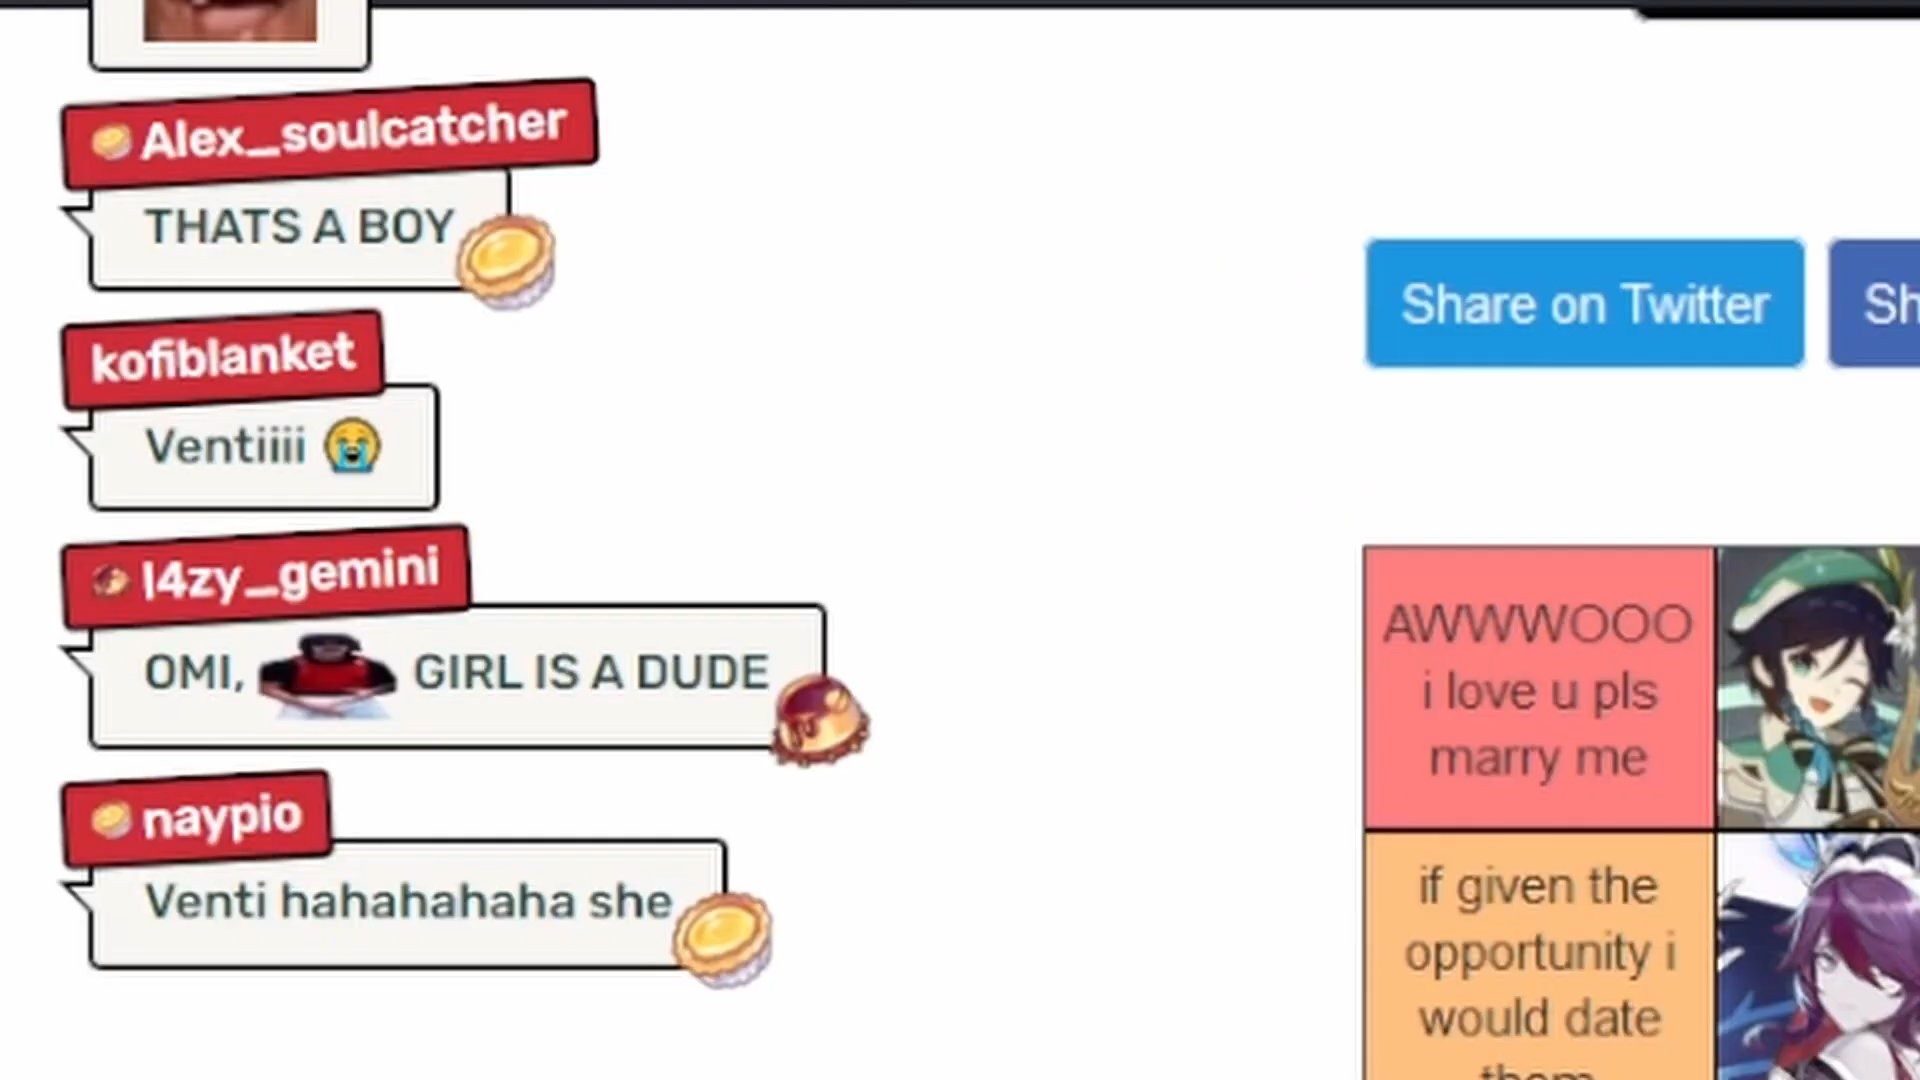 Alex_soulcatcher
THATS A BOY
kofiblanket
Ventiiii
l4zy_gemini
OMI, GIRL IS A DUDE
naypio
Venti hahahahaha she
Share on Twitter
Sh
AWWWOOO
i love u pls
marry me
if given the
opportunity i
would date
them